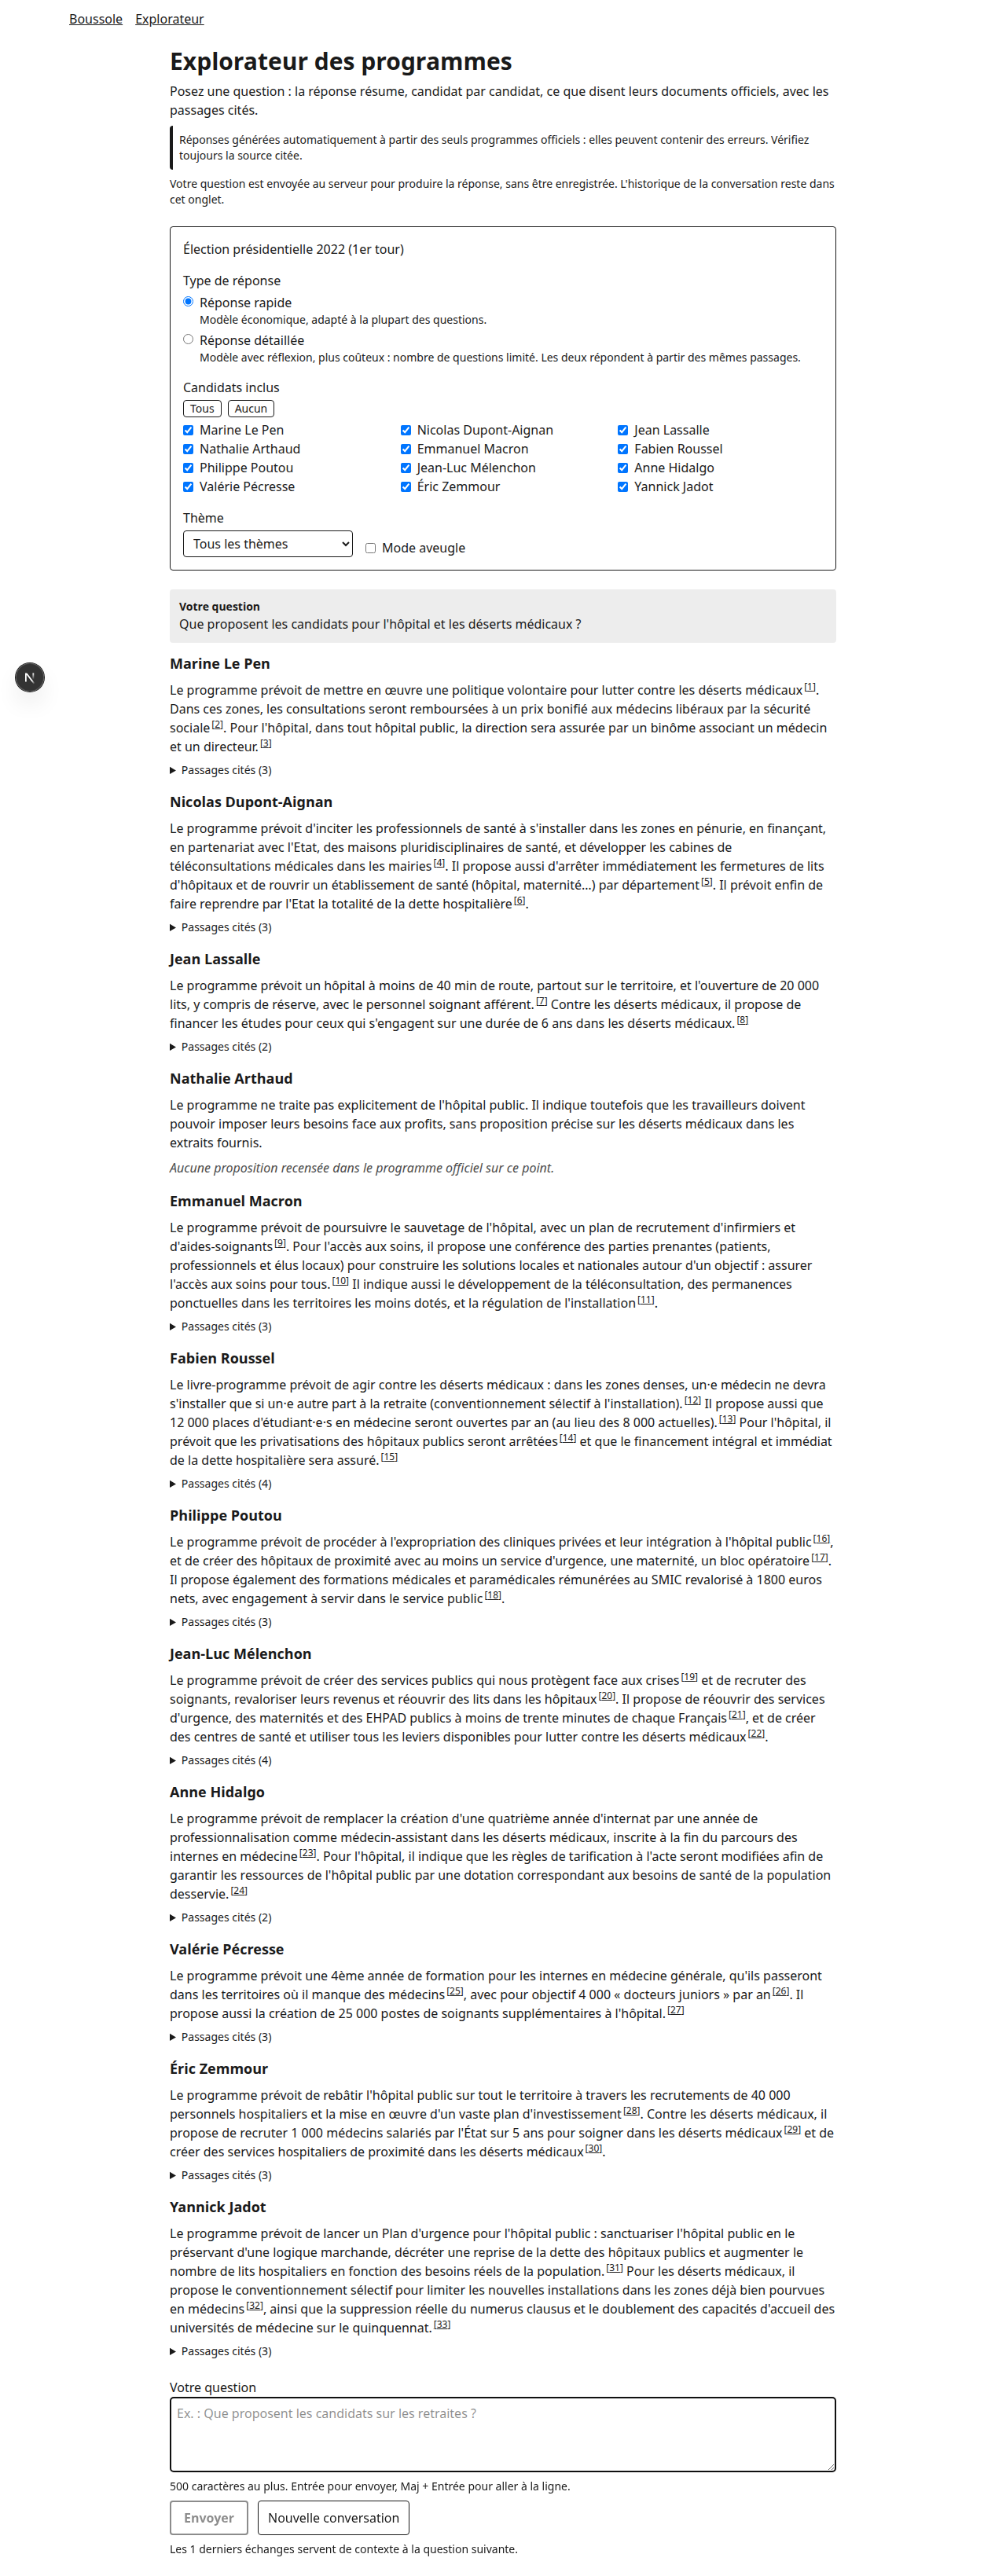 Boussole Explorateur
Explorateur des programmes
Posez une question : la réponse résume, candidat par candidat, ce que disent leurs documents officiels, avec les
passages cités.
Réponses générées automatiquement à partir des seuls programmes officiels : elles peuvent contenir des erreurs. Vérifiez
toujours la source citée.
Votre question est envoyée au serveur pour produire la réponse, sans être enregistrée. L'historique de la conversation reste dans
cet onglet.
Élection présidentielle 2022 (1er tour)
Type de réponse
Réponse rapide
Modèle économique, adapté à la plupart des questions.
Réponse détaillée
Modèle avec réflexion, plus coûteux : nombre de questions limité. Les deux répondent à partir des mêmes passages.
Candidats inclus
Tous Aucun
Marine Le Pen Nicolas Dupont-Aignan Jean Lassalle
Nathalie Arthaud Emmanuel Macron Fabien Roussel
Philippe Poutou Jean-Luc Mélenchon Anne Hidalgo
Valérie Pécresse Éric Zemmour Yannick Jadot
Thème
Tous les thèmes Mode aveugle
Votre question
Que proposent les candidats pour l'hôpital et les déserts médicaux ?
N
Marine Le Pen
Le programme prévoit de mettre en œuvre une politique volontaire pour lutter contre les déserts médicaux [1].
Dans ces zones, les consultations seront remboursées à un prix bonifié aux médecins libéraux par la sécurité
sociale [2]. Pour l'hôpital, dans tout hôpital public, la direction sera assurée par un binôme associant un médecin
et un directeur. [3]
Passages cités (3)
Nicolas Dupont-Aignan
Le programme prévoit d'inciter les professionnels de santé à s'installer dans les zones en pénurie, en finançant,
en partenariat avec l'Etat, des maisons pluridisciplinaires de santé, et développer les cabines de
téléconsultations médicales dans les mairies [4]. Il propose aussi d'arrêter immédiatement les fermetures de lits
d'hôpitaux et de rouvrir un établissement de santé (hôpital, maternité...) par département [5]. Il prévoit enfin de
faire reprendre par l'Etat la totalité de la dette hospitalière [6].
Passages cités (3)
Jean Lassalle
Le programme prévoit un hôpital à moins de 40 min de route, partout sur le territoire, et l'ouverture de 20 000
lits, y compris de réserve, avec le personnel soignant afférent. [7] Contre les déserts médicaux, il propose de
financer les études pour ceux qui s'engagent sur une durée de 6 ans dans les déserts médicaux. [8]
Passages cités (2)
Nathalie Arthaud
Le programme ne traite pas explicitement de l'hôpital public. Il indique toutefois que les travailleurs doivent
pouvoir imposer leurs besoins face aux profits, sans proposition précise sur les déserts médicaux dans les
extraits fournis.
Aucune proposition recensée dans le programme officiel sur ce point.
Emmanuel Macron
Le programme prévoit de poursuivre le sauvetage de l'hôpital, avec un plan de recrutement d'infirmiers et
d'aides-soignants [9]. Pour l'accès aux soins, il propose une conférence des parties prenantes (patients,
professionnels et élus locaux) pour construire les solutions locales et nationales autour d'un objectif : assurer
l'accès aux soins pour tous. [10] Il indique aussi le développement de la téléconsultation, des permanences
ponctuelles dans les territoires les moins dotés, et la régulation de l'installation [11].
Passages cités (3)
Fabien Roussel
Le livre-programme prévoit de agir contre les déserts médicaux : dans les zones denses, un·e médecin ne devra
s'installer que si un·e autre part à la retraite (conventionnement sélectif à l'installation). [12] Il propose aussi que
12 000 places d'étudiant·e·s en médecine seront ouvertes par an (au lieu des 8 000 actuelles). [13] Pour l'hôpital, il
prévoit que les privatisations des hôpitaux publics seront arrêtées [14] et que le financement intégral et immédiat
de la dette hospitalière sera assuré. [15]
Passages cités (4)
Philippe Poutou
Le programme prévoit de procéder à l'expropriation des cliniques privées et leur intégration à l'hôpital public [16],
et de créer des hôpitaux de proximité avec au moins un service d'urgence, une maternité, un bloc opératoire [17].
Il propose également des formations médicales et paramédicales rémunérées au SMIC revalorisé à 1800 euros
nets, avec engagement à servir dans le service public [18].
Passages cités (3)
Jean-Luc Mélenchon
Le programme prévoit de créer des services publics qui nous protègent face aux crises [19] et de recruter des
soignants, revaloriser leurs revenus et réouvrir des lits dans les hôpitaux [20]. Il propose de réouvrir des services
d'urgence, des maternités et des EHPAD publics à moins de trente minutes de chaque Français [21], et de créer
des centres de santé et utiliser tous les leviers disponibles pour lutter contre les déserts médicaux [22].
Passages cités (4)
Anne Hidalgo
Le programme prévoit de remplacer la création d'une quatrième année d'internat par une année de
professionnalisation comme médecin-assistant dans les déserts médicaux, inscrite à la fin du parcours des
internes en médecine [23]. Pour l'hôpital, il indique que les règles de tarification à l'acte seront modifiées afin de
garantir les ressources de l'hôpital public par une dotation correspondant aux besoins de santé de la population
desservie. [24]
Passages cités (2)
Valérie Pécresse
Le programme prévoit une 4ème année de formation pour les internes en médecine générale, qu'ils passeront
dans les territoires où il manque des médecins [25], avec pour objectif 4 000 « docteurs juniors » par an [26]. Il
propose aussi la création de 25 000 postes de soignants supplémentaires à l'hôpital. [27]
Passages cités (3)
Éric Zemmour
Le programme prévoit de rebâtir l'hôpital public sur tout le territoire à travers les recrutements de 40 000
personnels hospitaliers et la mise en œuvre d'un vaste plan d'investissement [28]. Contre les déserts médicaux, il
propose de recruter 1 000 médecins salariés par l'État sur 5 ans pour soigner dans les déserts médicaux [29] et de
créer des services hospitaliers de proximité dans les déserts médicaux [30].
Passages cités (3)
Yannick Jadot
Le programme prévoit de lancer un Plan d'urgence pour l'hôpital public : sanctuariser l'hôpital public en le
préservant d'une logique marchande, décréter une reprise de la dette des hôpitaux publics et augmenter le
nombre de lits hospitaliers en fonction des besoins réels de la population. [31] Pour les déserts médicaux, il
propose le conventionnement sélectif pour limiter les nouvelles installations dans les zones déjà bien pourvues
en médecins [32], ainsi que la suppression réelle du numerus clausus et le doublement des capacités d'accueil des
universités de médecine sur le quinquennat. [33]
Passages cités (3)
Votre question
Ex. : Que proposent les candidats sur les retraites ?
500 caractères au plus. Entrée pour envoyer, Maj + Entrée pour aller à la ligne.
Envoyer Nouvelle conversation
Les 1 derniers échanges servent de contexte à la question suivante.